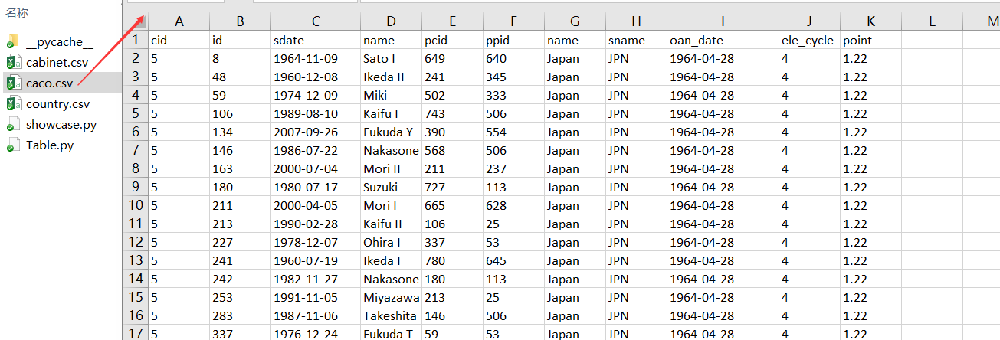 名称
__pycache__
cabinet.csv
caco.csv
country.csv
showcase.py
Table.py
A B C D E F G H I J K L M
1 cid id sdate name pcid ppid name sname oan_date ele_cycle point
2 5 8 1964-11-09 Sato I 649 640 Japan JPN 1964-04-28 4 1.22
3 5 48 1960-12-08 Ikeda II 241 345 Japan JPN 1964-04-28 4 1.22
4 5 59 1974-12-09 Miki 502 333 Japan JPN 1964-04-28 4 1.22
5 5 106 1989-08-10 Kaifu I 743 506 Japan JPN 1964-04-28 4 1.22
6 5 134 2007-09-26 Fukuda Y 390 554 Japan JPN 1964-04-28 4 1.22
7 5 146 1986-07-22 Nakasone 568 506 Japan JPN 1964-04-28 4 1.22
8 5 163 2000-07-04 Mori II 211 237 Japan JPN 1964-04-28 4 1.22
9 5 180 1980-07-17 Suzuki 727 113 Japan JPN 1964-04-28 4 1.22
10 5 211 2000-04-05 Mori I 665 628 Japan JPN 1964-04-28 4 1.22
11 5 213 1990-02-28 Kaifu II 106 25 Japan JPN 1964-04-28 4 1.22
12 5 227 1978-12-07 Ohira I 337 53 Japan JPN 1964-04-28 4 1.22
13 5 241 1960-07-19 Ikeda I 780 645 Japan JPN 1964-04-28 4 1.22
14 5 242 1982-11-27 Nakasone 180 113 Japan JPN 1964-04-28 4 1.22
15 5 253 1991-11-05 Miyazawa 213 25 Japan JPN 1964-04-28 4 1.22
16 5 283 1987-11-06 Takeshita 146 506 Japan JPN 1964-04-28 4 1.22
17 5 337 1976-12-24 Fukuda T 59 53 Japan JPN 1964-04-28 4 1.22